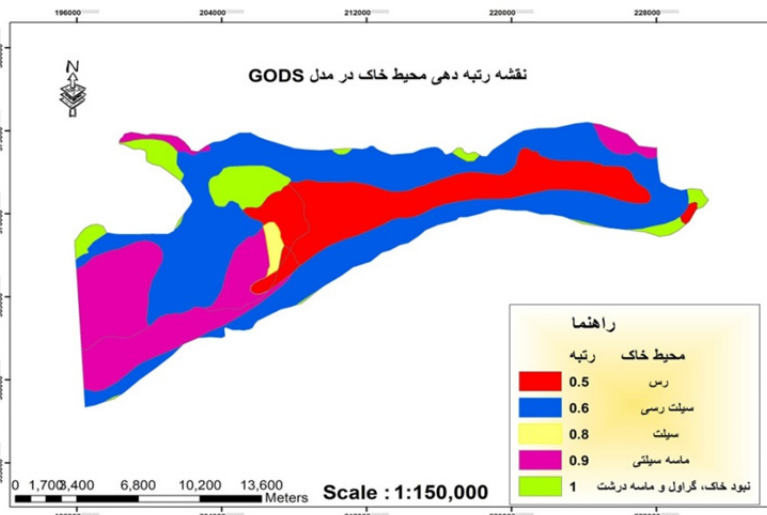 196000 204000 212000 220000 228000
N
نقشه رتبه دهی محیط خاک در مدل GODS
راهنما
محیط خاک رتبه
رس 0.5
سیلت رسی 0.6
سیلت 0.8
ماسه سیلتی 0.9
نبود خاک، گراول و ماسه درشت 1
0 1,700 3,400 6,800 10,200 13,600
Meters
Scale : 1:150,000